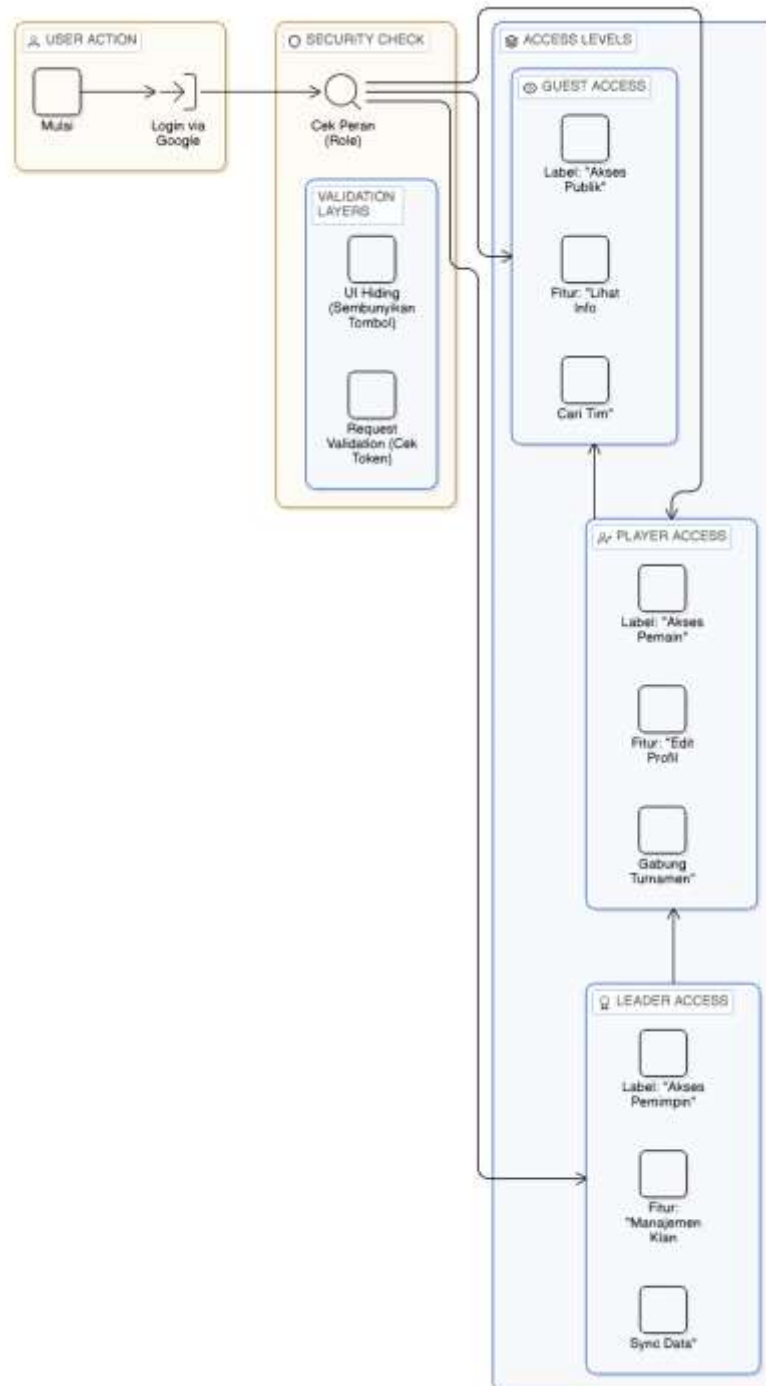 USER ACTION
Mulai
Login via
Google
SECURITY CHECK
Cek Peran
(Role)
VALIDATION
LAYERS
UI Hiding
(Sembunyikan
Tombol)
Request
Validation (Cek
Token)
ACCESS LEVELS
GUEST ACCESS
Label: "Akses
Publik"
Fitur: "Lihat
Info
Cari Tim"
PLAYER ACCESS
Label: "Akses
Pemain"
Fitur: "Edit
Profil
Gabung
Turnamen"
LEADER ACCESS
Label: "Akses
Pemimpin"
Fitur:
"Manajemen
Klan
Sync Data"